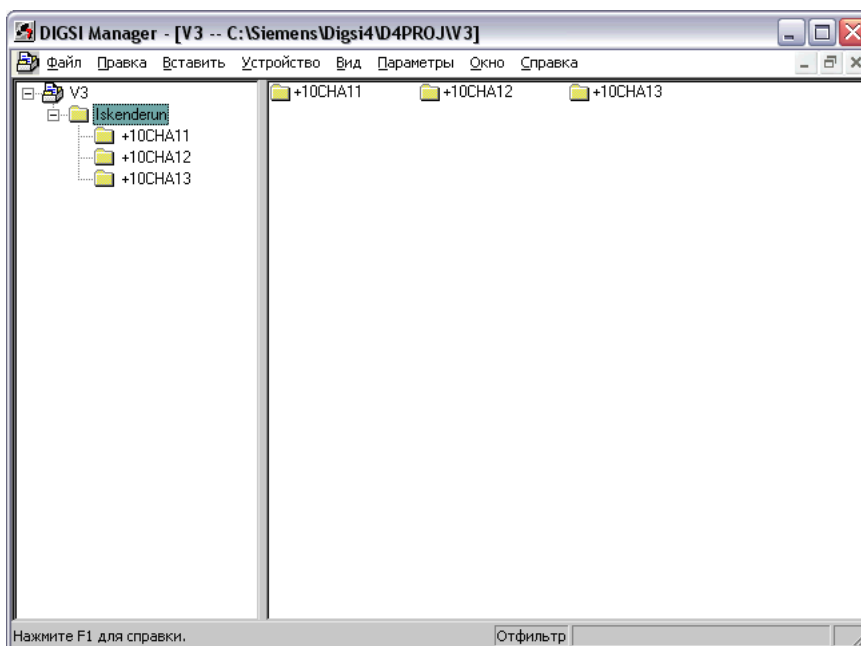 DIGSI Manager - [V3 -- C:\Siemens\Digsi4\D4PROJ\V3]
Файл Правка Вставить Устройство Вид Параметры Окно Справка
V3
Iskenderun
+10CHA11
+10CHA12
+10CHA13
+10CHA11 +10CHA12 +10CHA13
Нажмите F1 для справки. Отфильтр